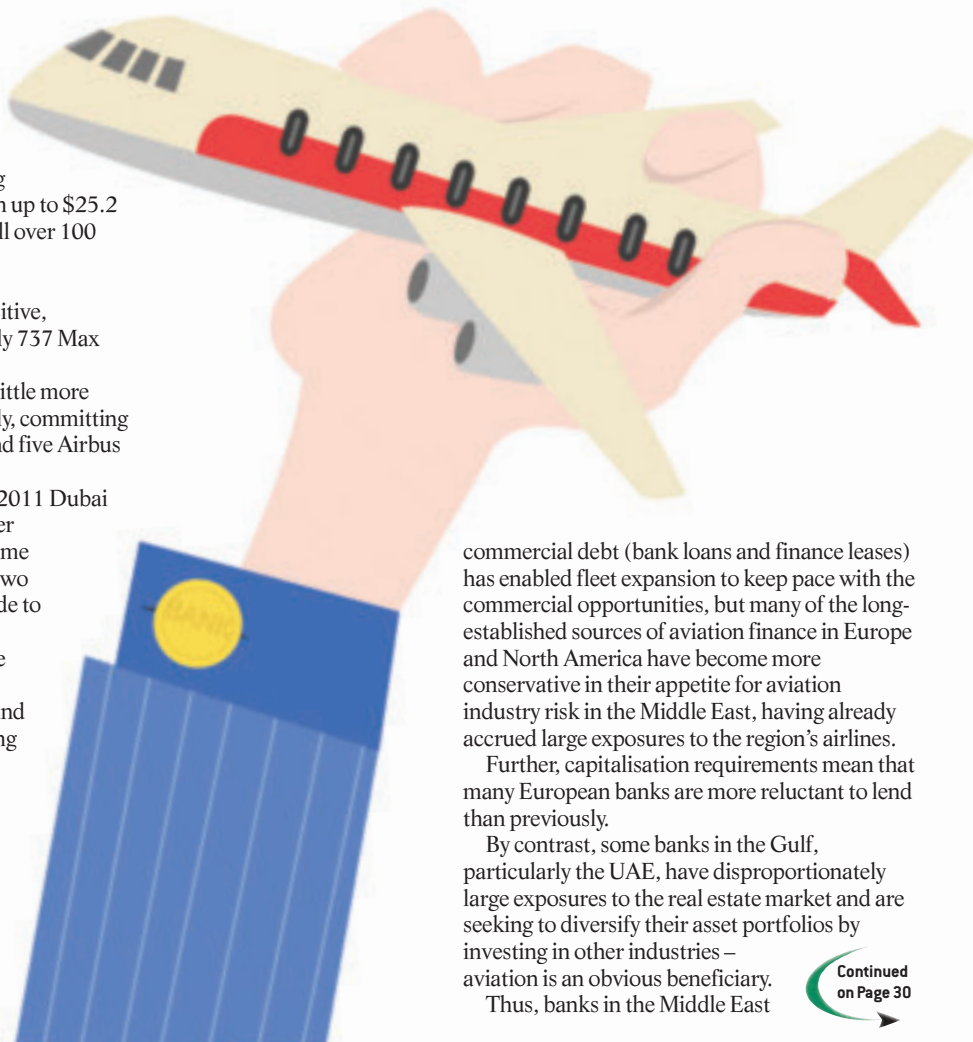 g
n up to $25.2
ll over 100
itive,
ly 737 Max
ittle more
ly, committing
nd five Airbus
2011 Dubai
er
me
wo
de to
e
nd
ng
BANK
commercial debt (bank loans and finance leases)
has enabled fleet expansion to keep pace with the
commercial opportunities, but many of the long-
established sources of aviation finance in Europe
and North America have become more
conservative in their appetite for aviation
industry risk in the Middle East, having already
accrued large exposures to the region's airlines.
Further, capitalisation requirements mean that
many European banks are more reluctant to lend
than previously.
By contrast, some banks in the Gulf,
particularly the UAE, have disproportionately
large exposures to the real estate market and are
seeking to diversify their asset portfolios by
investing in other industries –
aviation is an obvious beneficiary.
Thus, banks in the Middle East
Continued
on Page 30